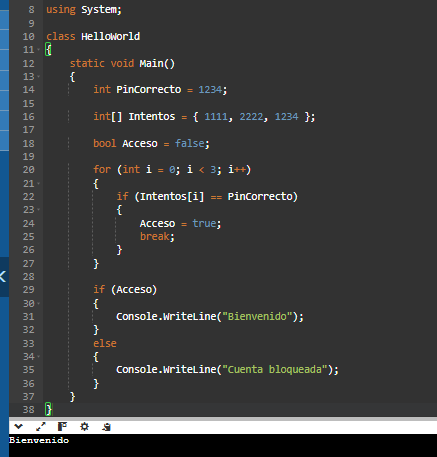 8 using System;
9
10 class HelloWorld
11 {
12 static void Main()
13 {
14 int PinCorrecto = 1234;
15
16 int[] Intentos = { 1111, 2222, 1234 };
17
18 bool Acceso = false;
19
20 for (int i = 0; i < 3; i++)
21 {
22 if (Intentos[i] == PinCorrecto)
23 {
24 Acceso = true;
25 break;
26 }
27 }
28
29 if (Acceso)
30 {
31 Console.WriteLine("Bienvenido");
32 }
33 else
34 {
35 Console.WriteLine("Cuenta bloqueada");
36 }
37 }
38 }
Bienvenido